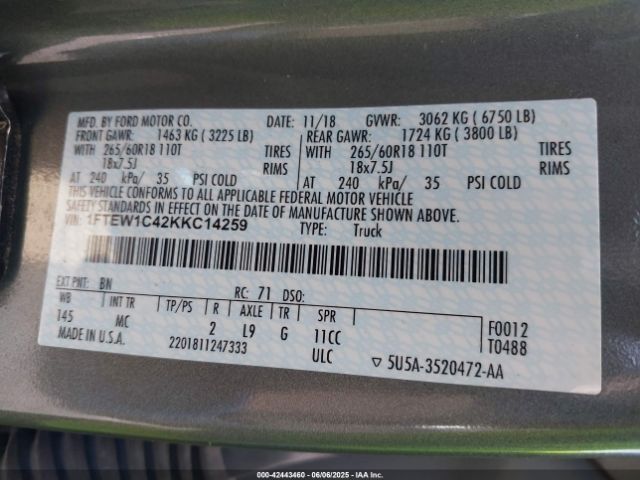 MFD. BY FORD MOTOR CO. DATE: 11/18 GVWR: 3062 KG ( 6750 LB)
FRONT GAWR: 1463 KG ( 3225 LB) REAR GAWR: 1724 KG ( 3800 LB)
WITH 265/60R18 110T TIRES WITH 265/60R18 110T TIRES
18x7.5J RIMS 18x7.5J RIMS
AT 240 kPa/ 35 PSI COLD AT 240 kPa/ 35 PSI COLD
THIS VEHICLE CONFORMS TO ALL APPLICABLE FEDERAL MOTOR VEHICLE
SAFETY STANDARDS IN EFFECT ON THE DATE OF MANUFACTURE SHOWN ABOVE.
VIN: 1FTEW1C42KKC14259 TYPE: Truck
EXT PNT: BN RC: 71 DSO:
WB INT TR TP/PS R AXLE TR SPR
145 MC 2 L9 G 11CC F0012
MADE IN U.S.A. 2201811247333 ULC T0488
▽ 5U5A-3520472-AA
000-42443460 - 06/06/2025 - IAAC